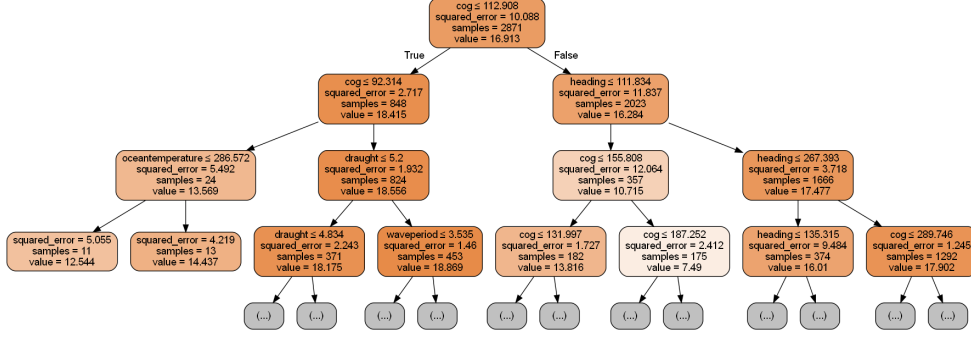 cog ≤ 112.908
squared_error = 10.088
samples = 2871
value = 16.913
True
False
cog ≤ 92.314
squared_error = 2.717
samples = 848
value = 18.415
heading ≤ 111.834
squared_error = 11.837
samples = 2023
value = 16.284
oceantemperature ≤ 286.572
squared_error = 5.492
samples = 24
value = 13.569
draught ≤ 5.2
squared_error = 1.932
samples = 824
value = 18.556
cog ≤ 155.808
squared_error = 12.064
samples = 357
value = 10.715
heading ≤ 267.393
squared_error = 3.718
samples = 1666
value = 17.477
squared_error = 5.055
samples = 11
value = 12.544
squared_error = 4.219
samples = 13
value = 14.437
draught ≤ 4.834
squared_error = 2.243
samples = 371
value = 18.175
waveperiod ≤ 3.535
squared_error = 1.46
samples = 453
value = 18.869
cog ≤ 131.997
squared_error = 1.727
samples = 182
value = 13.816
cog ≤ 187.252
squared_error = 2.412
samples = 175
value = 7.49
heading ≤ 135.315
squared_error = 9.484
samples = 374
value = 16.01
cog ≤ 289.746
squared_error = 1.245
samples = 1292
value = 17.902
(...)
(...)
(...)
(...)
(...)
(...)
(...)
(...)
(...)
(...)
(...)
(...)